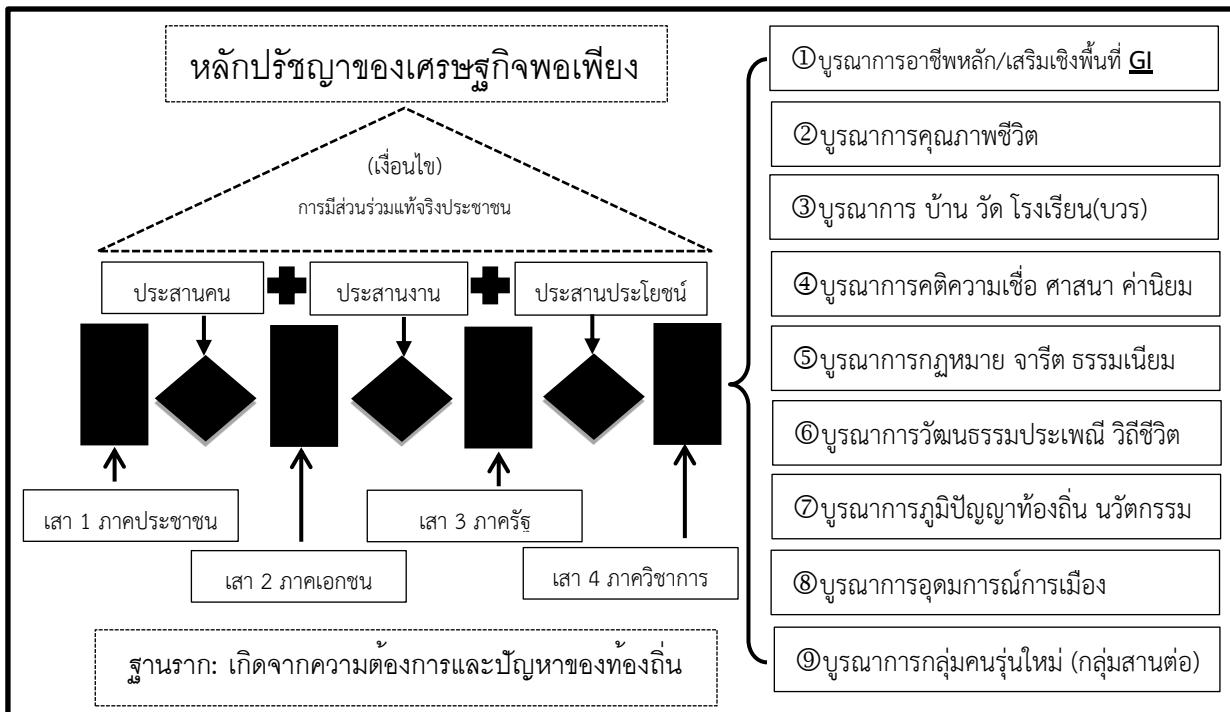 หลักปรัชญาของเศรษฐกิจพอเพียง
(เงื่อนไข)
การมีส่วนร่วมแท้จริงประชาชน
ประสานคน
ประสานงาน
ประสานประโยชน์
เสา 1 ภาคประชาชน
เสา 3 ภาครัฐ
เสา 2 ภาคเอกชน
เสา 4 ภาควิชาการ
ฐานราก: เกิดจากความต้องการและปัญหาของท้องถิ่น
①บูรณาการอาชีพหลัก/เสริมเชิงพื้นที่ GI
②บูรณาการคุณภาพชีวิต
③บูรณาการ บ้าน วัด โรงเรียน(บวร)
④บูรณาการคติความเชื่อ ศาสนา ค่านิยม
⑤บูรณาการกฎหมาย จารีต ธรรมเนียม
⑥บูรณาการวัฒนธรรมประเพณี วิถีชีวิต
⑦บูรณาการภูมิปัญญาท้องถิ่น นวัตกรรม
⑧บูรณาการอุดมการณ์การเมือง
⑨บูรณาการกลุ่มคนรุ่นใหม่ (กลุ่มสานต่อ)